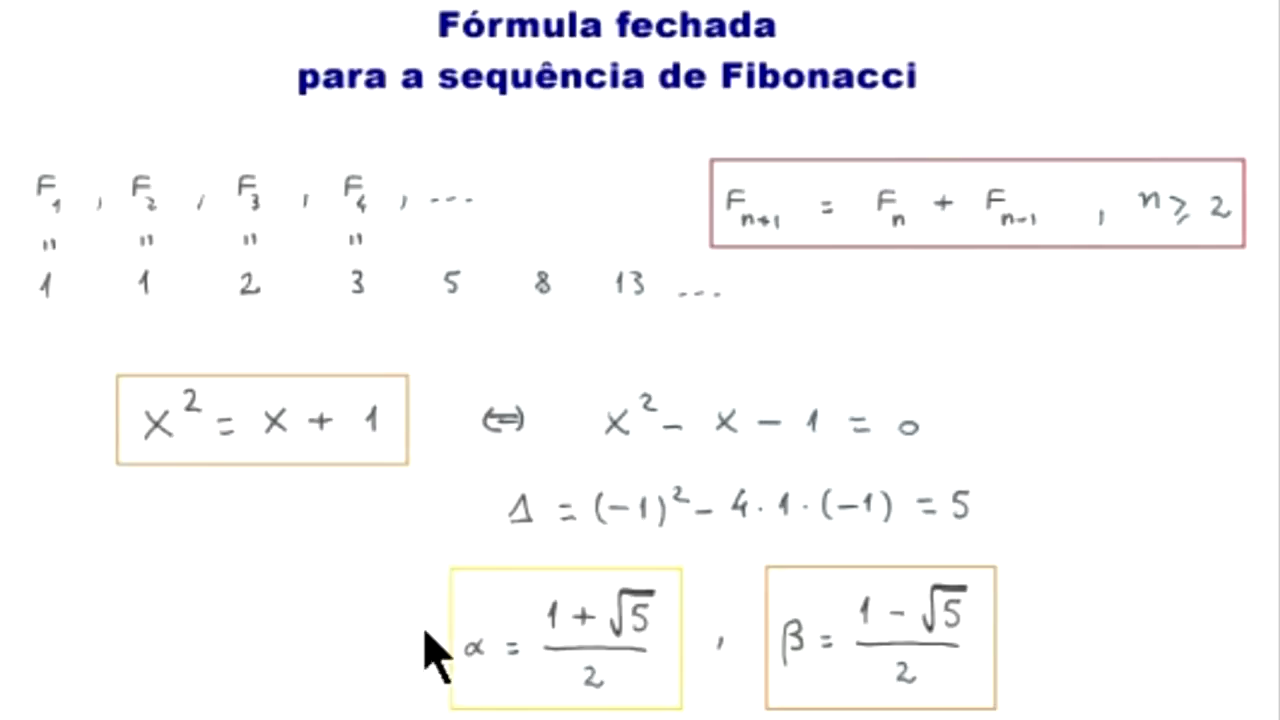 Fórmula fechada
para a sequência de Fibonacci
F₁ , F₂ , F₃ , F₄ , ...
" " " "
1 1 2 3 5 8 13 ...
Fₙ₊₁ = Fₙ + Fₙ₋₁ , n ≥ 2
x² = x + 1 ⇔ x² - x - 1 = 0
Δ = (-1)² - 4 · 1 · (-1) = 5
α = (1 + √5)/2 , β = (1 - √5)/2